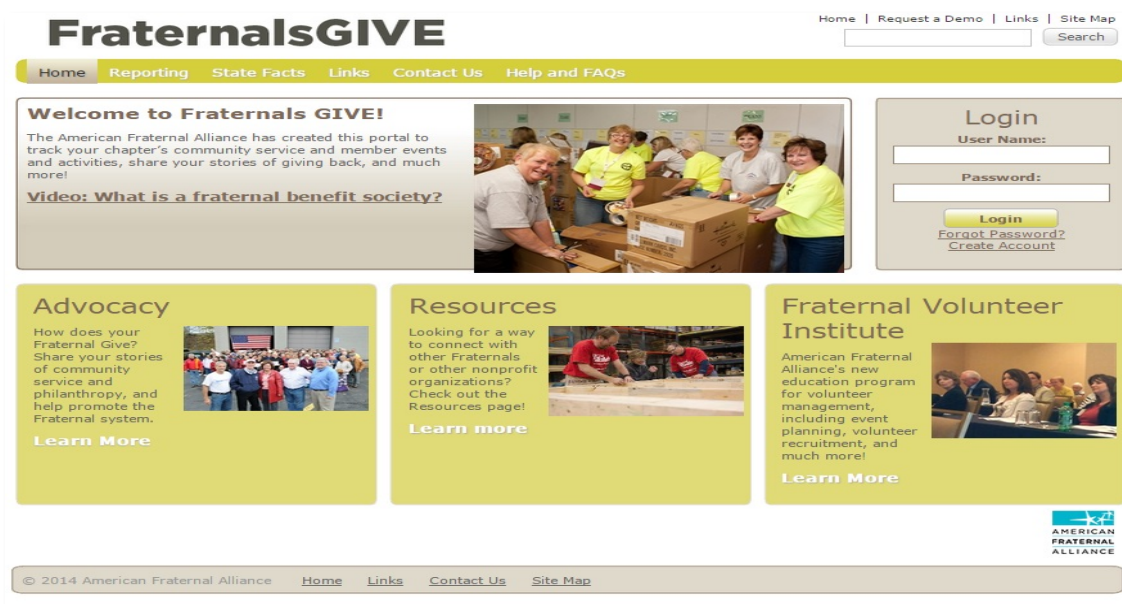 FraternalsGIVE
Home | Request a Demo | Links | Site Map
Search
Home Reporting State Facts Links Contact Us Help and FAQs
Welcome to Fraternals GIVE!
The American Fraternal Alliance has created this portal to
track your chapter's community service and member events
and activities, share your stories of giving back, and much
more!
Video: What is a fraternal benefit society?
Login
User Name:
Password:
Login
Forgot Password?
Create Account
Advocacy
How does your
Fraternal Give?
Share your stories
of community
service and
philanthropy, and
help promote the
Fraternal system.
Learn More
Resources
Looking for a way
to connect with
other Fraternals
or other nonprofit
organizations?
Check out the
Resources page!
Learn more
Fraternal Volunteer
Institute
American Fraternal
Alliance's new
education program
for volunteer
management,
including event
planning, volunteer
recruitment, and
much more!
Learn More
AMERICAN
FRATERNAL
ALLIANCE
© 2014 American Fraternal Alliance Home Links Contact Us Site Map